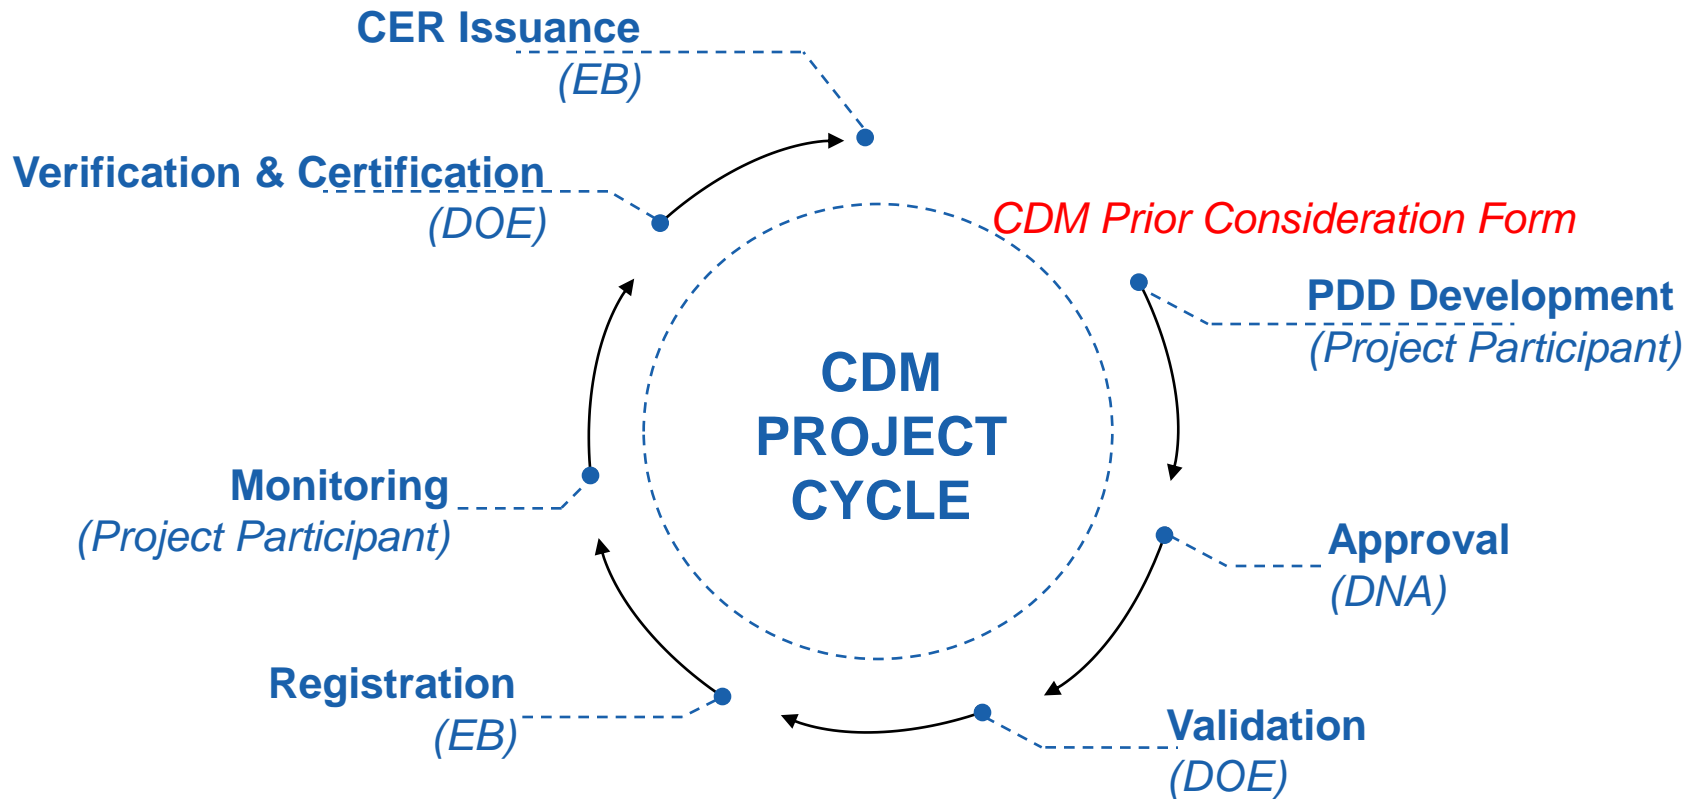 CER Issuance
(EB)
Verification & Certification
(DOE)
CDM Prior Consideration Form
PDD Development
(Project Participant)
CDM
PROJECT
CYCLE
Monitoring
(Project Participant)
Approval
(DNA)
Registration
(EB)
Validation
(DOE)